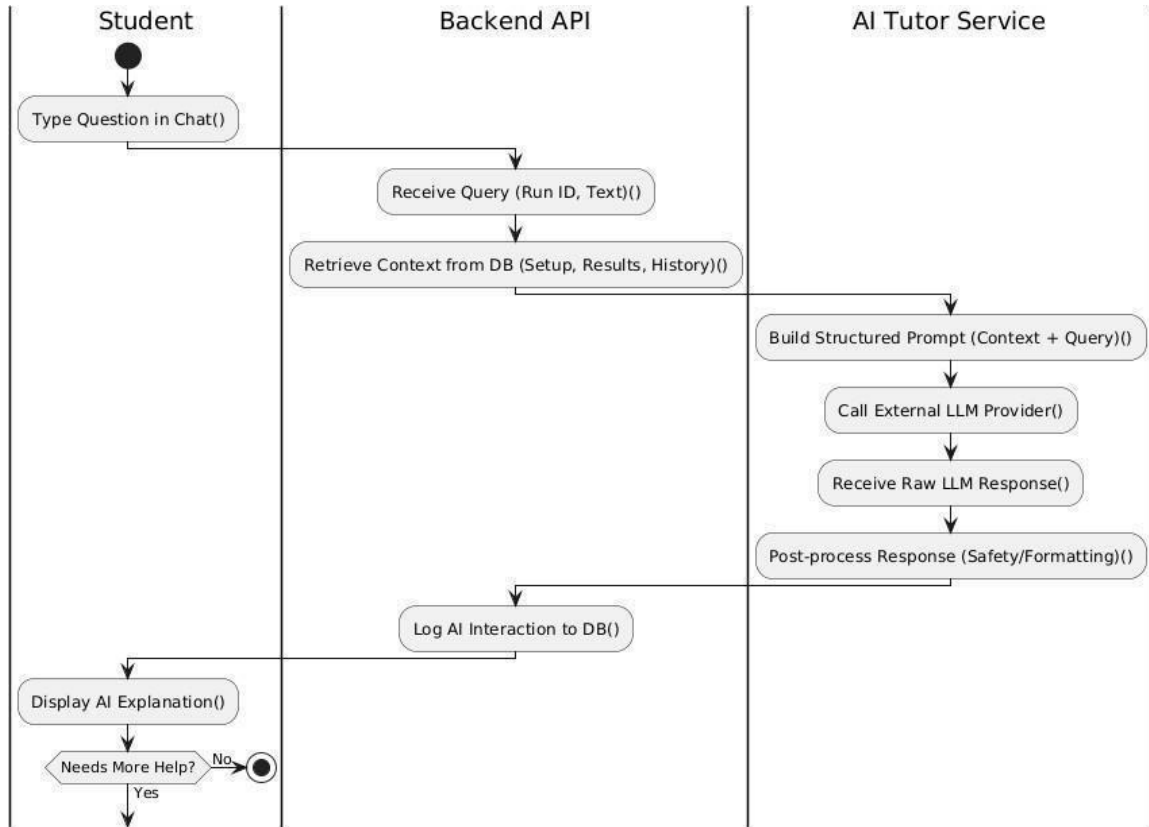 Student
Backend API
AI Tutor Service
Type Question in Chat()
Receive Query (Run ID, Text)()
Retrieve Context from DB (Setup, Results, History)()
Build Structured Prompt (Context + Query)()
Call External LLM Provider()
Receive Raw LLM Response()
Post-process Response (Safety/Formatting)()
Log AI Interaction to DB()
Display AI Explanation()
Needs More Help?
No
Yes